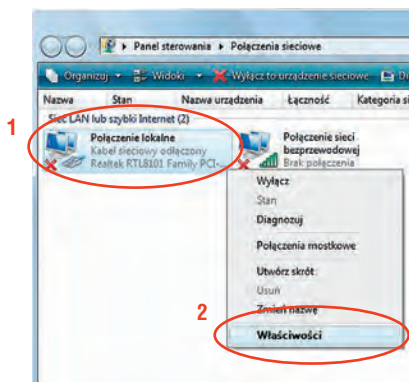 Panel sterowania ▸ Połączenia sieciowe
Organizuj Widoki Wyłącz to urządzenie sieciowe
Nazwa Stan Nazwa urządzenia Łączność Kategoria
Sieć LAN lub szybki Internet (2)
1
Połączenie lokalne
Kabel sieciowy odłączony
Realtek RTL8101 Family PCI-...
Połączenie sieci
bezprzewodowej
Brak połączenia
Wyłącz
Stan
Diagnozuj
Połączenia mostkowe
Utwórz skrót
Usuń
Zmień nazwę
2
Właściwości